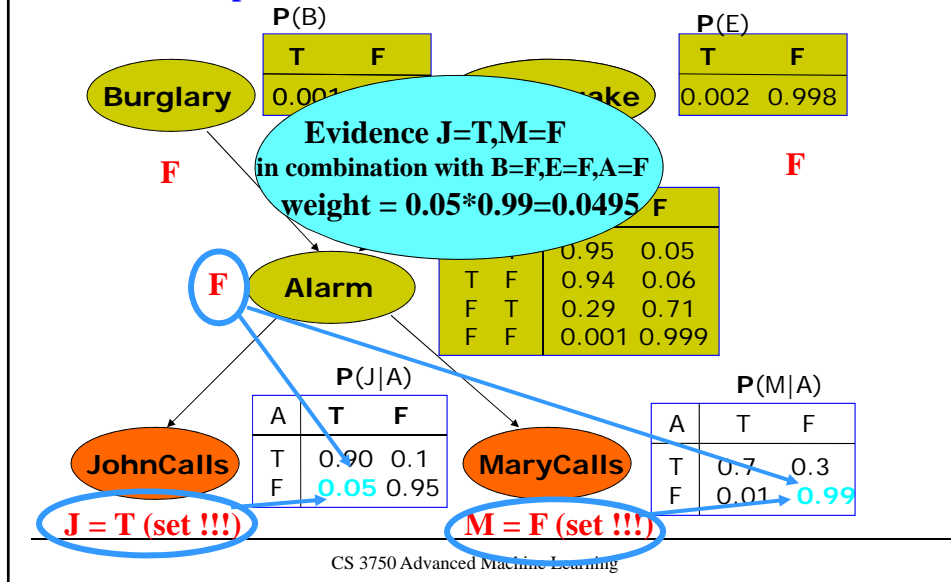 P(B)
P(E)
T F
T F
Burglary
0.001
ake
0.002 0.998
Evidence J=T,M=F
in combination with B=F,E=F,A=F
weight = 0.05*0.99=0.0495
F
F
F
0.95 0.05
T F 0.94 0.06
F T 0.29 0.71
F F 0.001 0.999
F
Alarm
P(J|A)
A T F
T 0.90 0.1
F 0.05 0.95
P(M|A)
A T F
T 0.7 0.3
F 0.01 0.99
JohnCalls
MaryCalls
J = T (set !!!)
M = F (set !!!)
CS 3750 Advanced Machine Learning